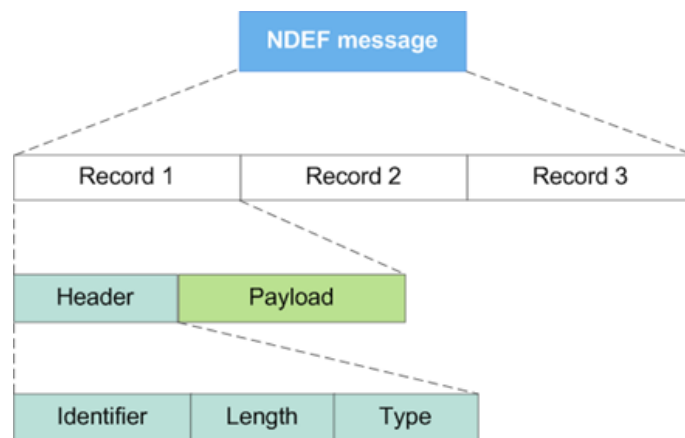 NDEF message
Record 1
Record 2
Record 3
Header
Payload
Identifier
Length
Type